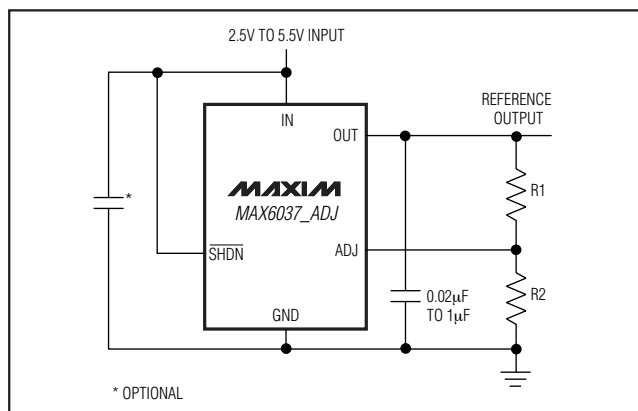 2.5V TO 5.5V INPUT
REFERENCE
OUTPUT
IN
OUT
R1
*
MAXIM
MAX6037_ADJ
SHDN
ADJ
0.02μF
TO 1μF
R2
GND
* OPTIONAL